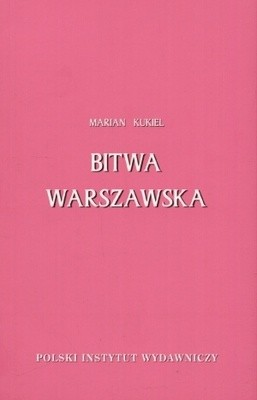 MARIAN KUKIEL
BITWA
WARSZAWSKA
POLSKI INSTYTUT WYDAWNICZY